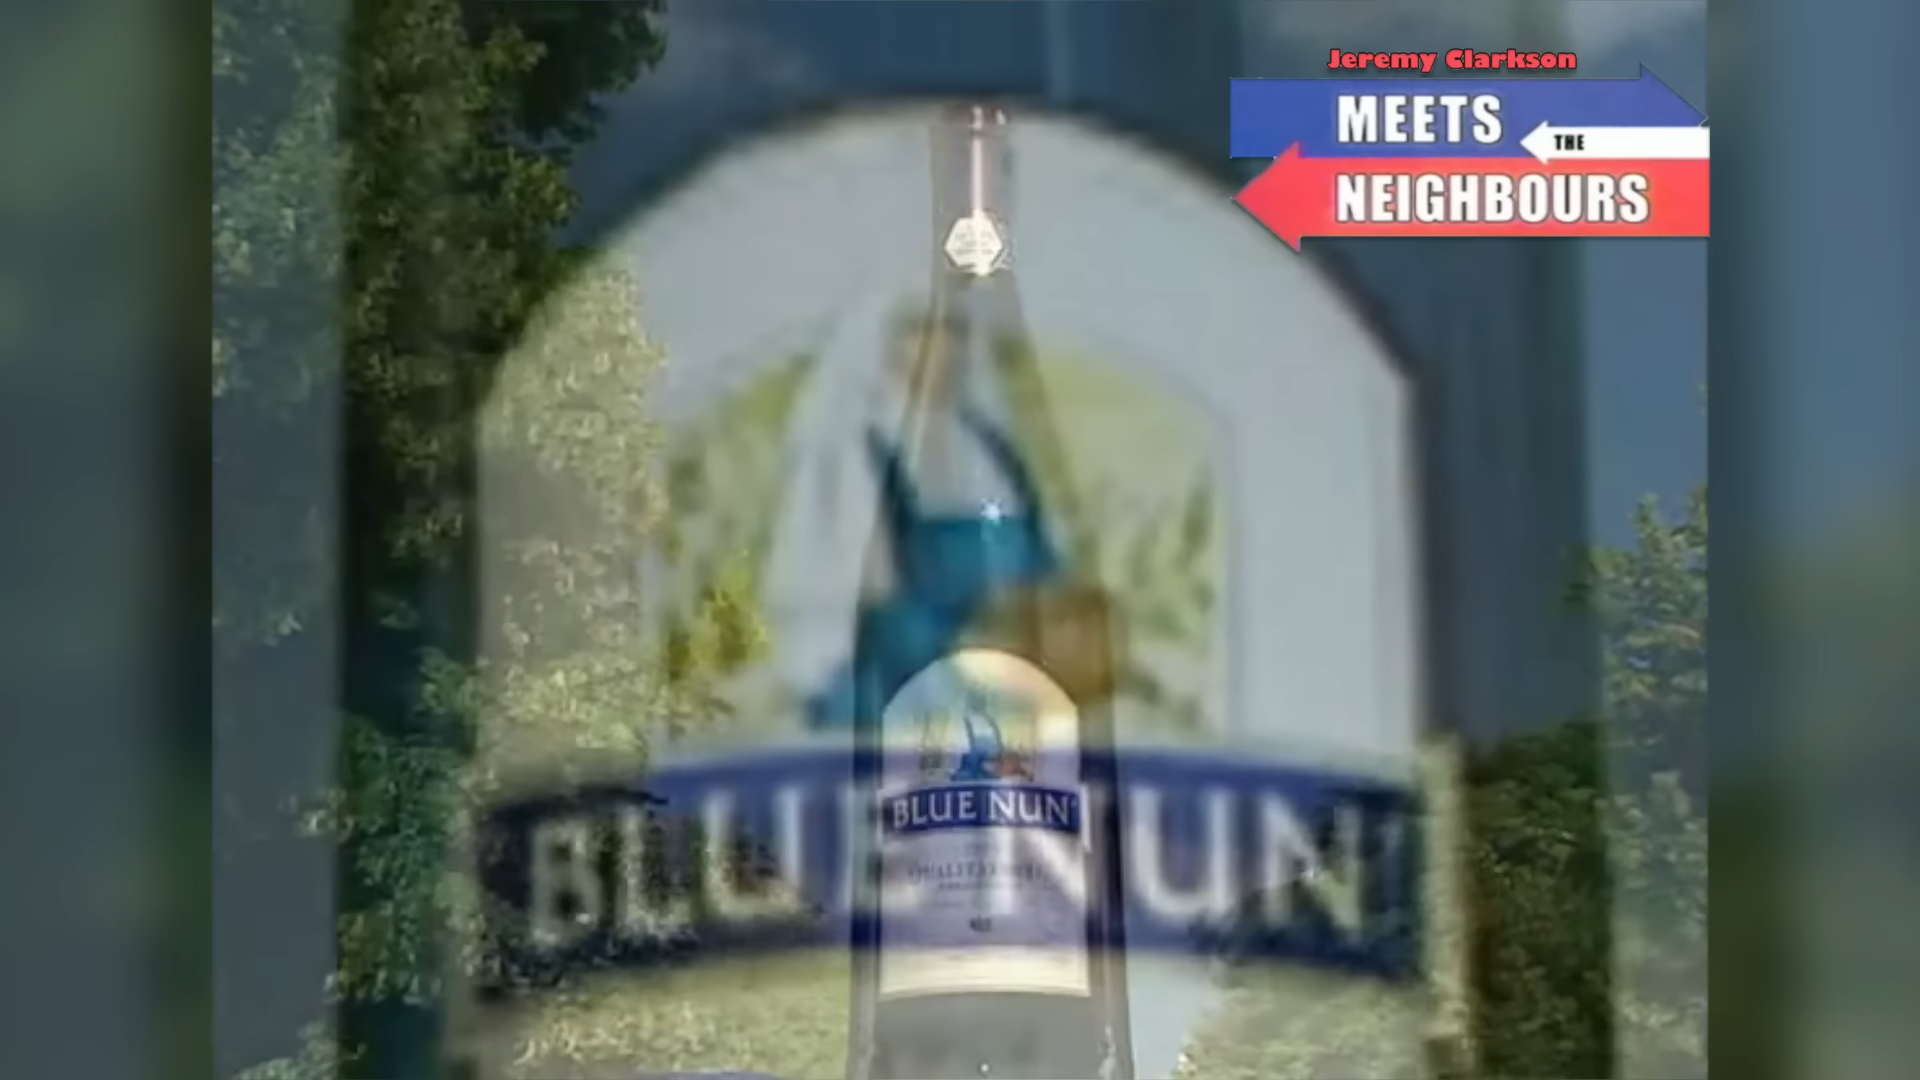 Jeremy Clarkson
MEETS
THE
NEIGHBOURS
BLUE NUN
BLUE NUN